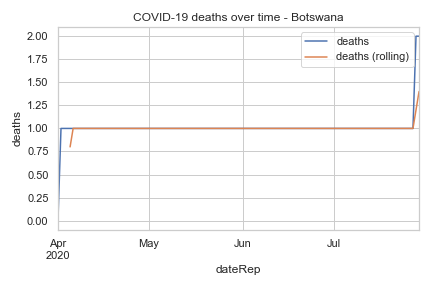 COVID-19 deaths over time - Botswana
deaths
deaths (rolling)
2.00
1.75
1.50
1.25
1.00
0.75
0.50
0.25
0.00
deaths
Apr
2020
May
Jun
Jul
dateRep